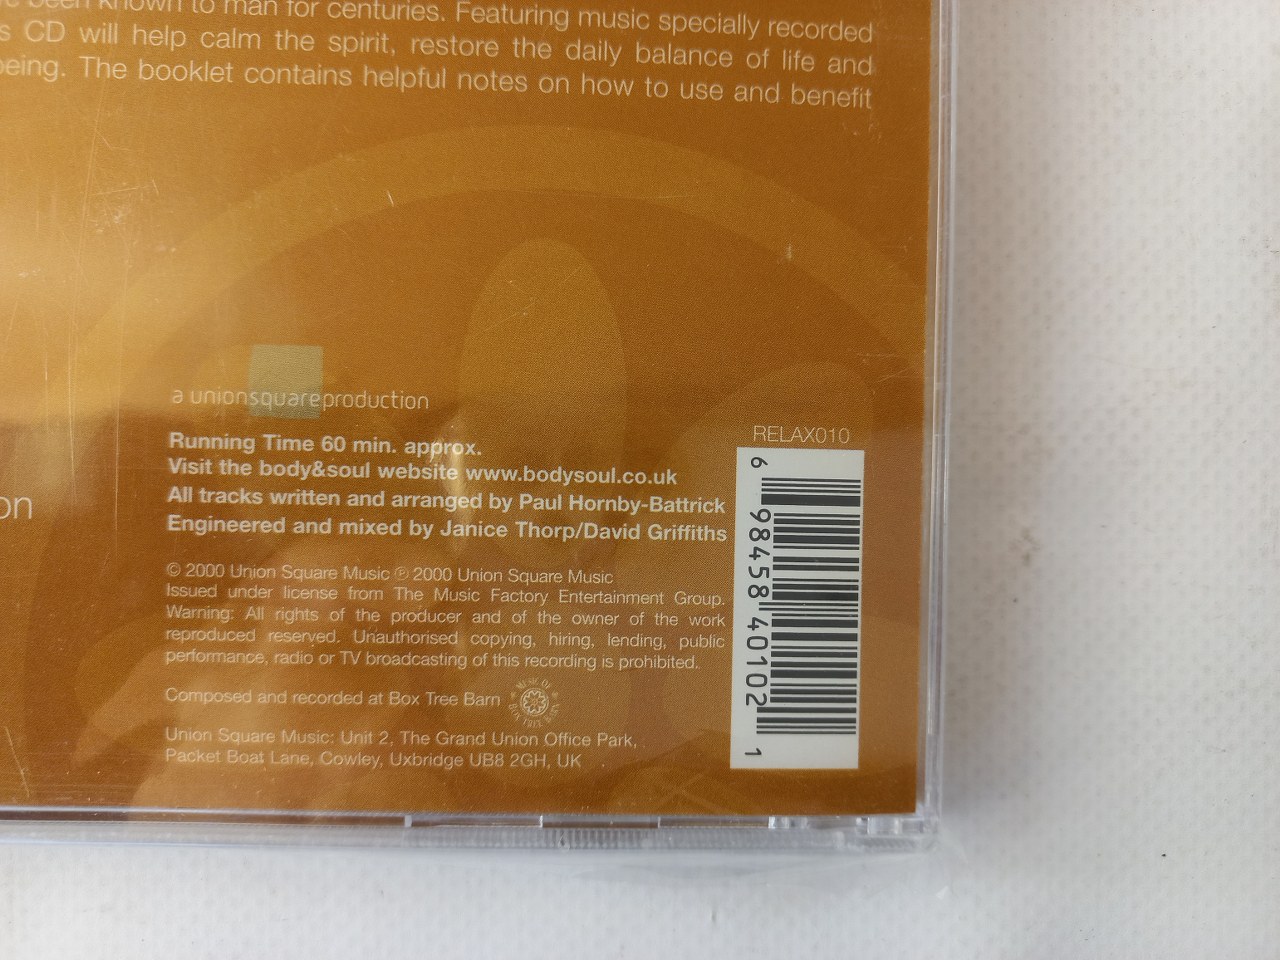 been known to man for centuries. Featuring music specially recorded
CD will help calm the spirit, restore the daily balance of life and
being. The booklet contains helpful notes on how to use and benefit
a unionsquareproduction
Running Time 60 min. approx.
Visit the body&soul website www.bodysoul.co.uk
All tracks written and arranged by Paul Hornby-Battrick
on
Engineered and mixed by Janice Thorp/David Griffiths
© 2000 Union Square Music ℗ 2000 Union Square Music
Issued under license from The Music Factory Entertainment Group.
Warning: All rights of the producer and of the owner of the work
reproduced reserved. Unauthorised copying, hiring, lending, public
performance, radio or TV broadcasting of this recording is prohibited.
Composed and recorded at Box Tree Barn
MUSIC OF BOX TREE BARN
Union Square Music: Unit 2, The Grand Union Office Park,
Packet Boat Lane, Cowley, Uxbridge UB8 2GH, UK
RELAX010
6 98458 40102 1